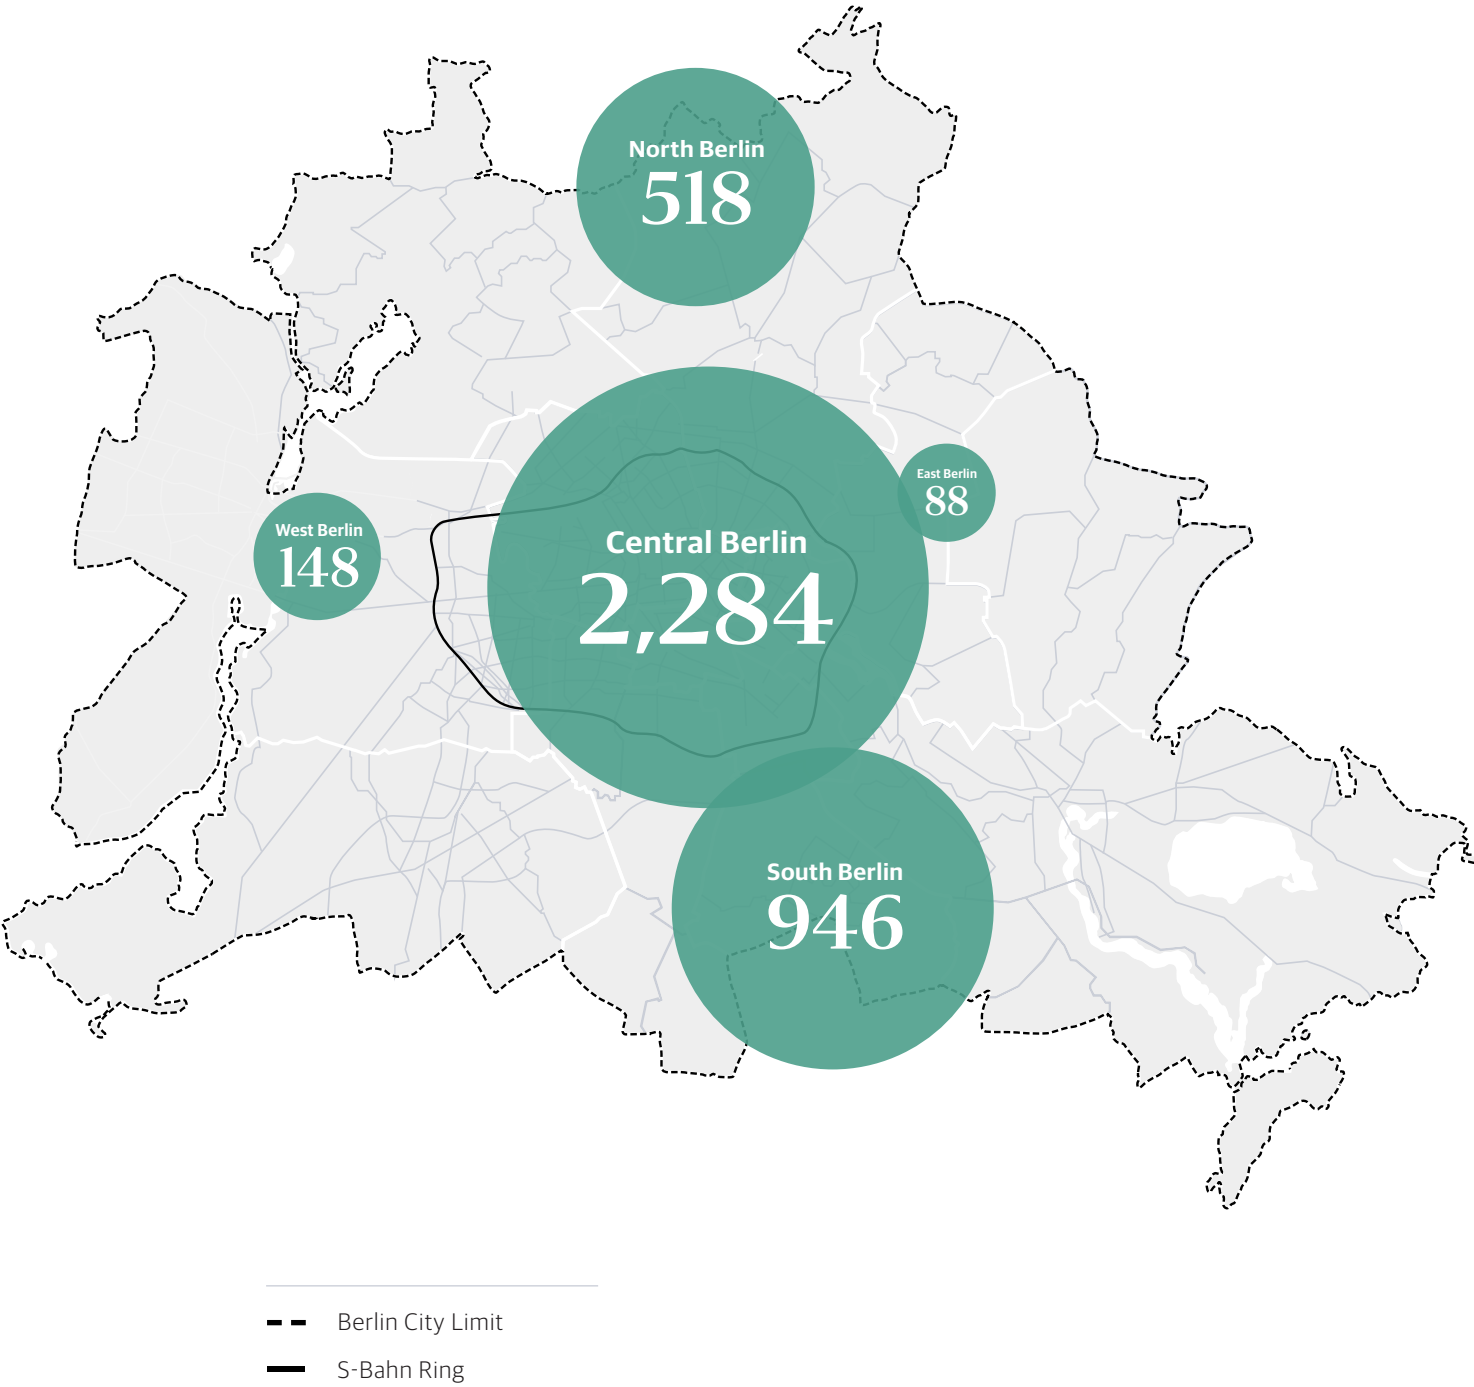 North Berlin
518
East Berlin
88
West Berlin
148
Central Berlin
2,284
South Berlin
946
Berlin City Limit
S-Bahn Ring